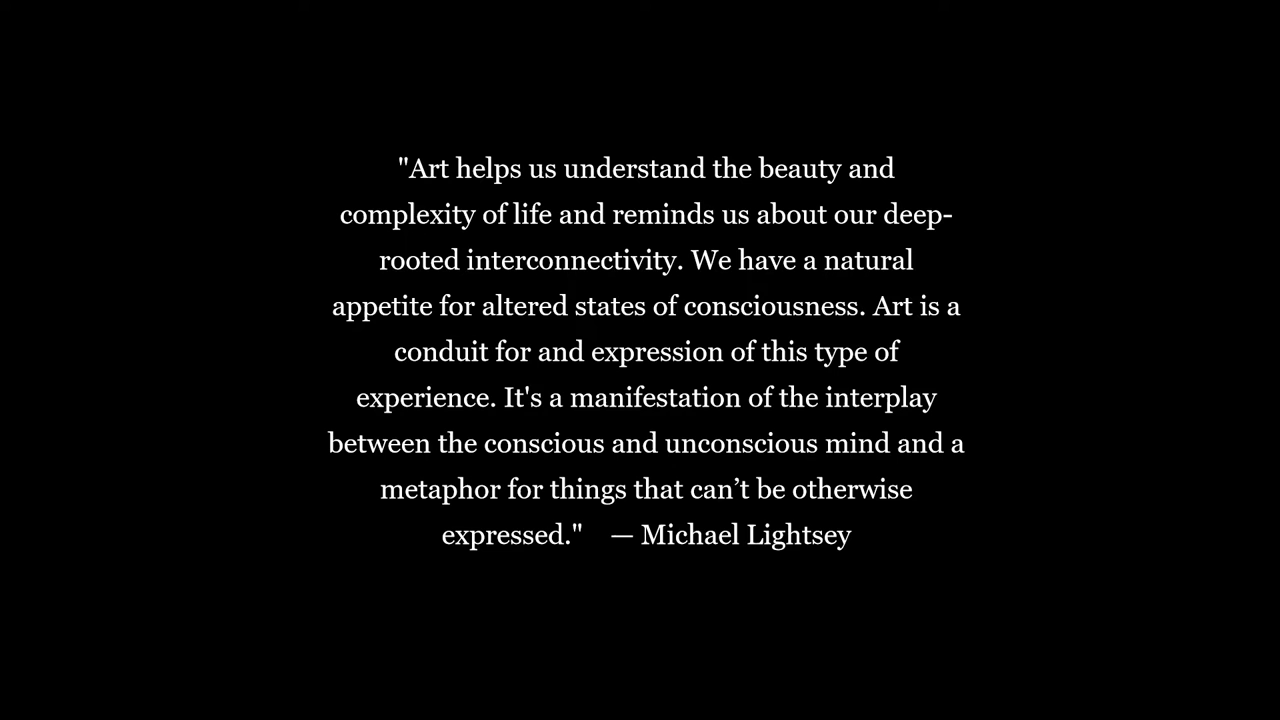 "Art helps us understand the beauty and
complexity of life and reminds us about our deep-
rooted interconnectivity. We have a natural
appetite for altered states of consciousness. Art is a
conduit for and expression of this type of
experience. It's a manifestation of the interplay
between the conscious and unconscious mind and a
metaphor for things that can’t be otherwise
expressed." — Michael Lightsey